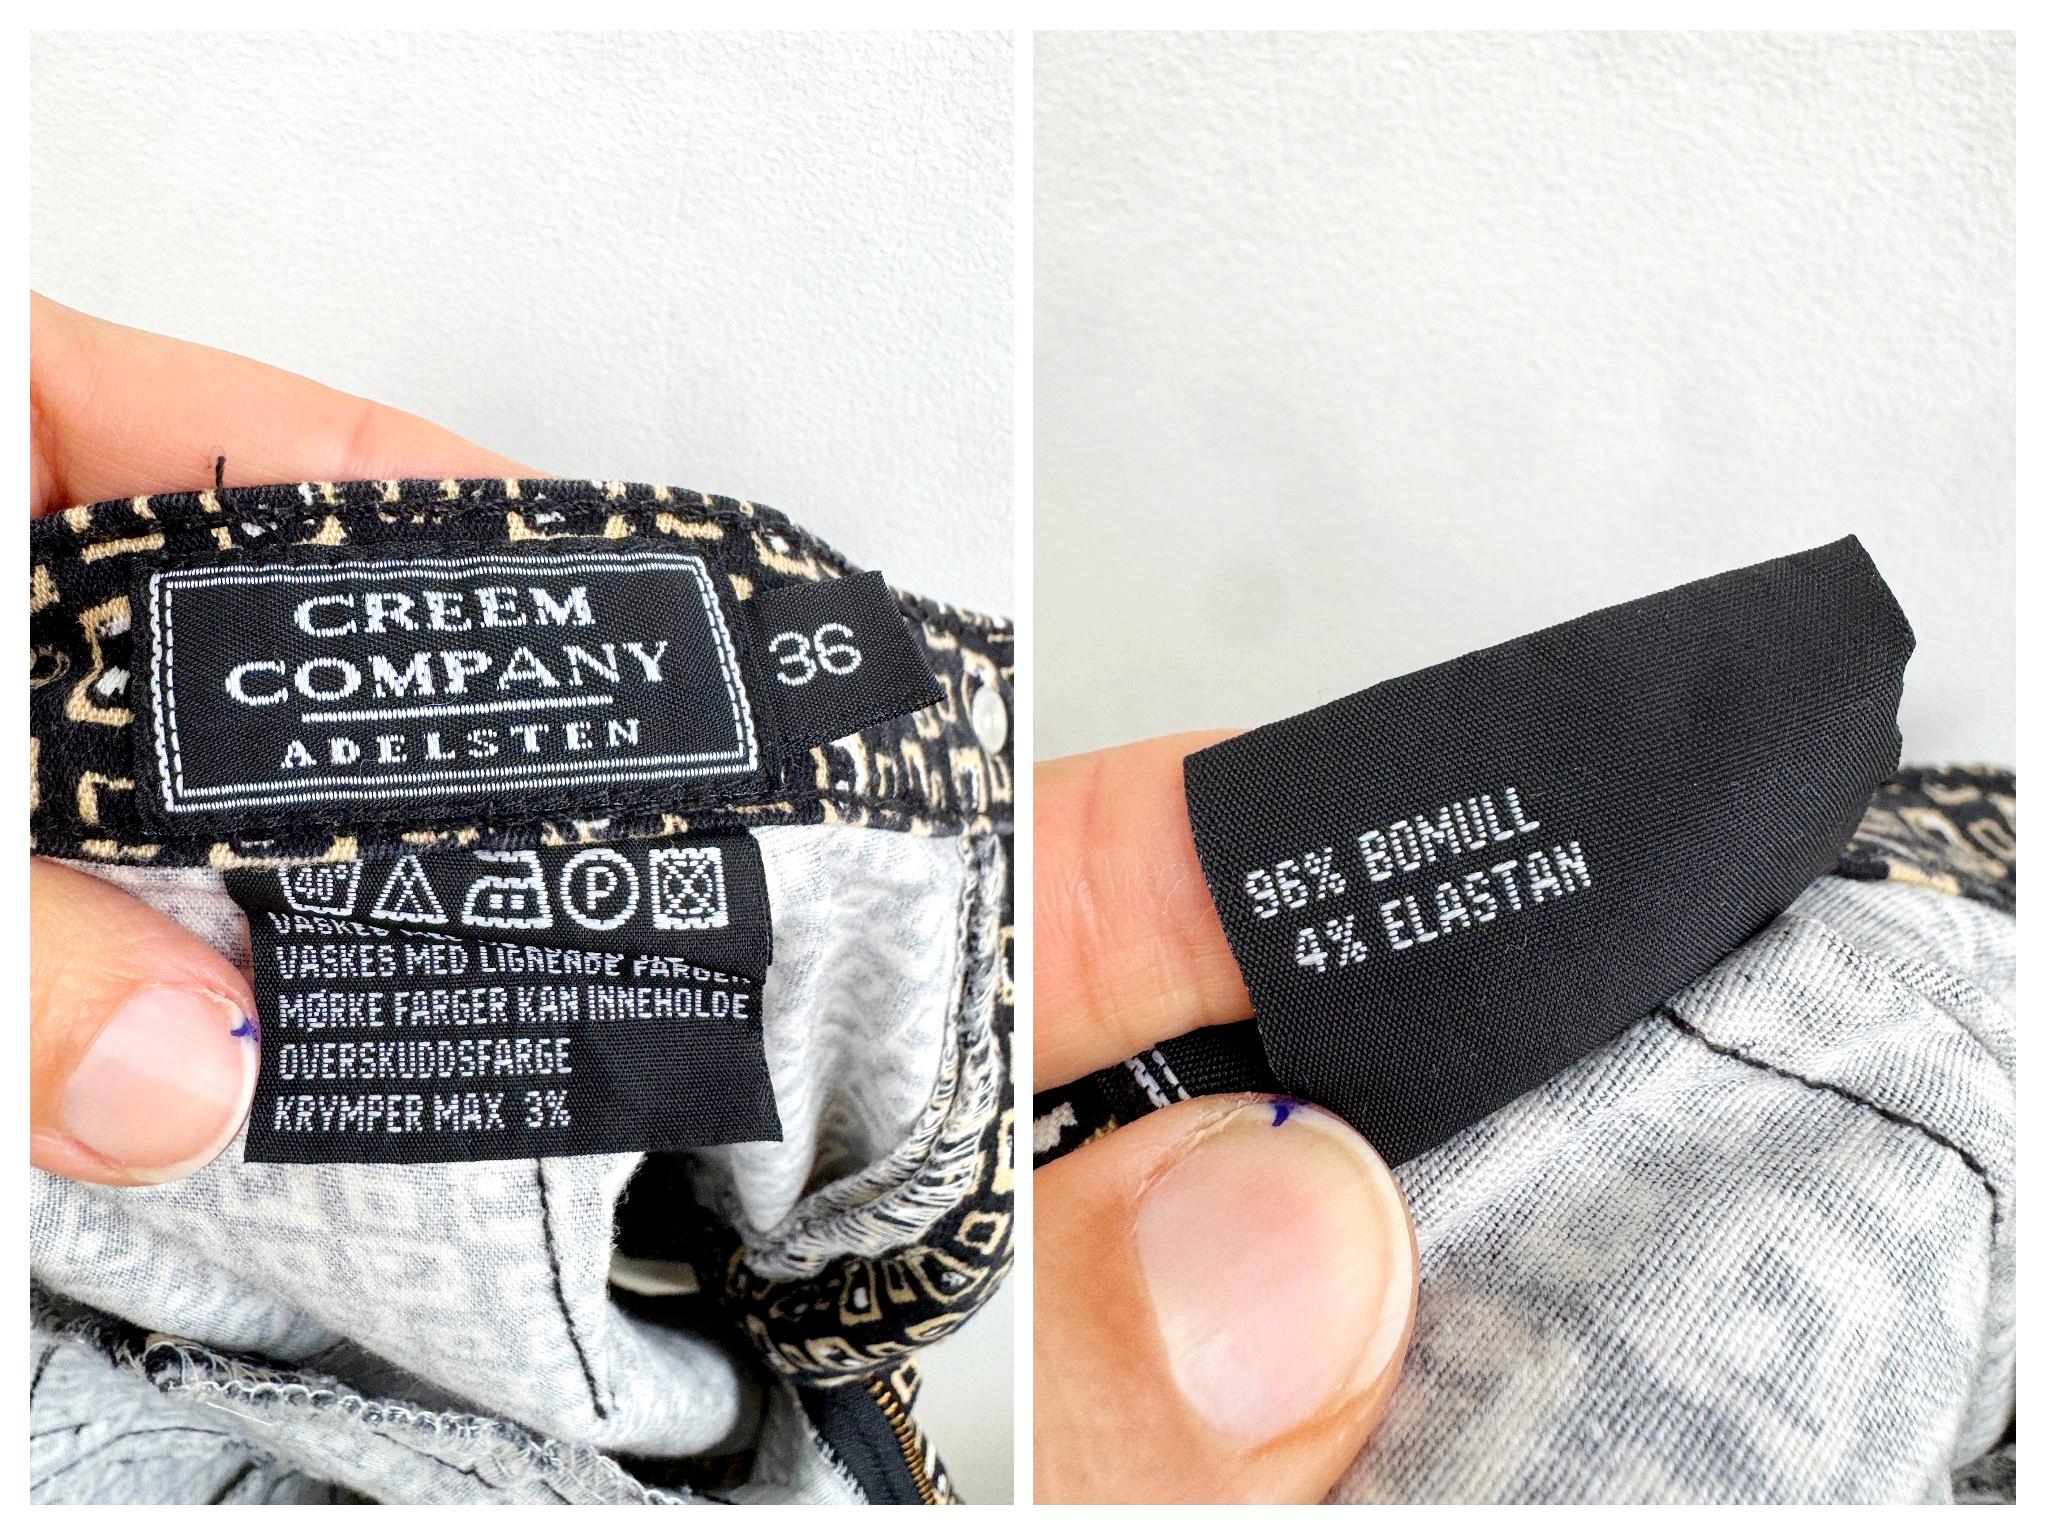 CREEM
COMPANY
ADELSTEN
36
40°
P
VASKES MED LIGNENDE FARGER
MØRKE FARGER KAN INNEHOLDE
OVERSKUDDSFARGE
KRYMPER MAX 3%
96% BOMULL
4% ELASTAN